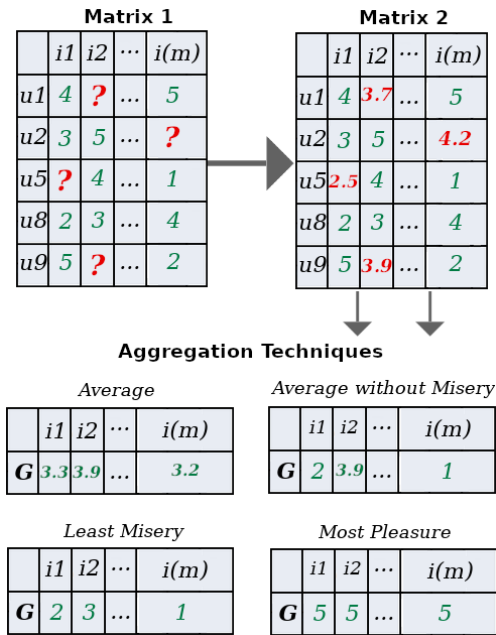 Matrix 1
i1 i2 ... i(m)
u1 4 ? ... 5
u2 3 5 ... ?
u5 ? 4 ... 1
u8 2 3 ... 4
u9 5 ? ... 2
Matrix 2
i1 i2 ... i(m)
u1 4 3.7 ... 5
u2 3 5 ... 4.2
u5 2.5 4 ... 1
u8 2 3 ... 4
u9 5 3.9 ... 2
Aggregation Techniques
Average
i1 i2 ... i(m)
G 3.3 3.9 ... 3.2
Average without Misery
i1 i2 ... i(m)
G 2 3.9 ... 1
Least Misery
i1 i2 ... i(m)
G 2 3 ... 1
Most Pleasure
i1 i2 ... i(m)
G 5 5 ... 5